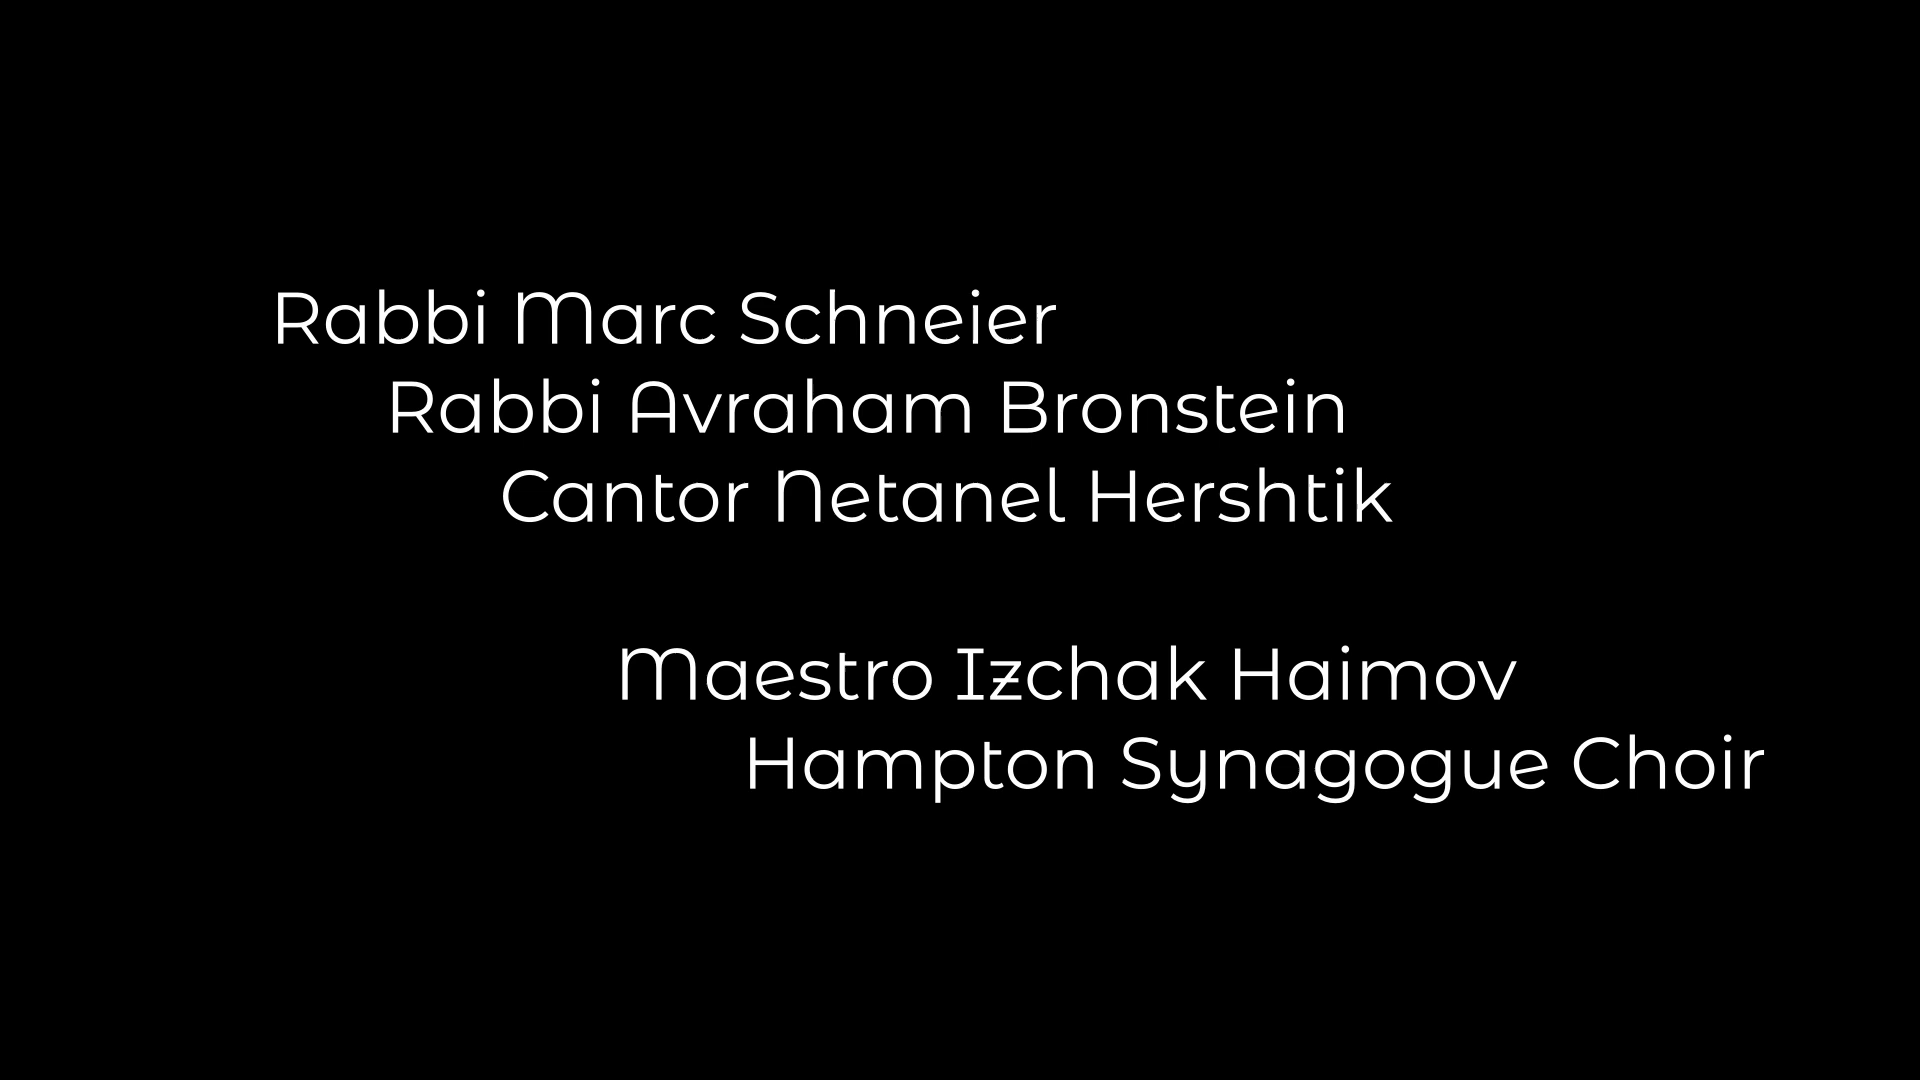 Rabbi Marc Schneier
Rabbi Avraham Bronstein
Cantor Netanel Hershtik
Maestro Izchak Haimov
Hampton Synagogue Choir